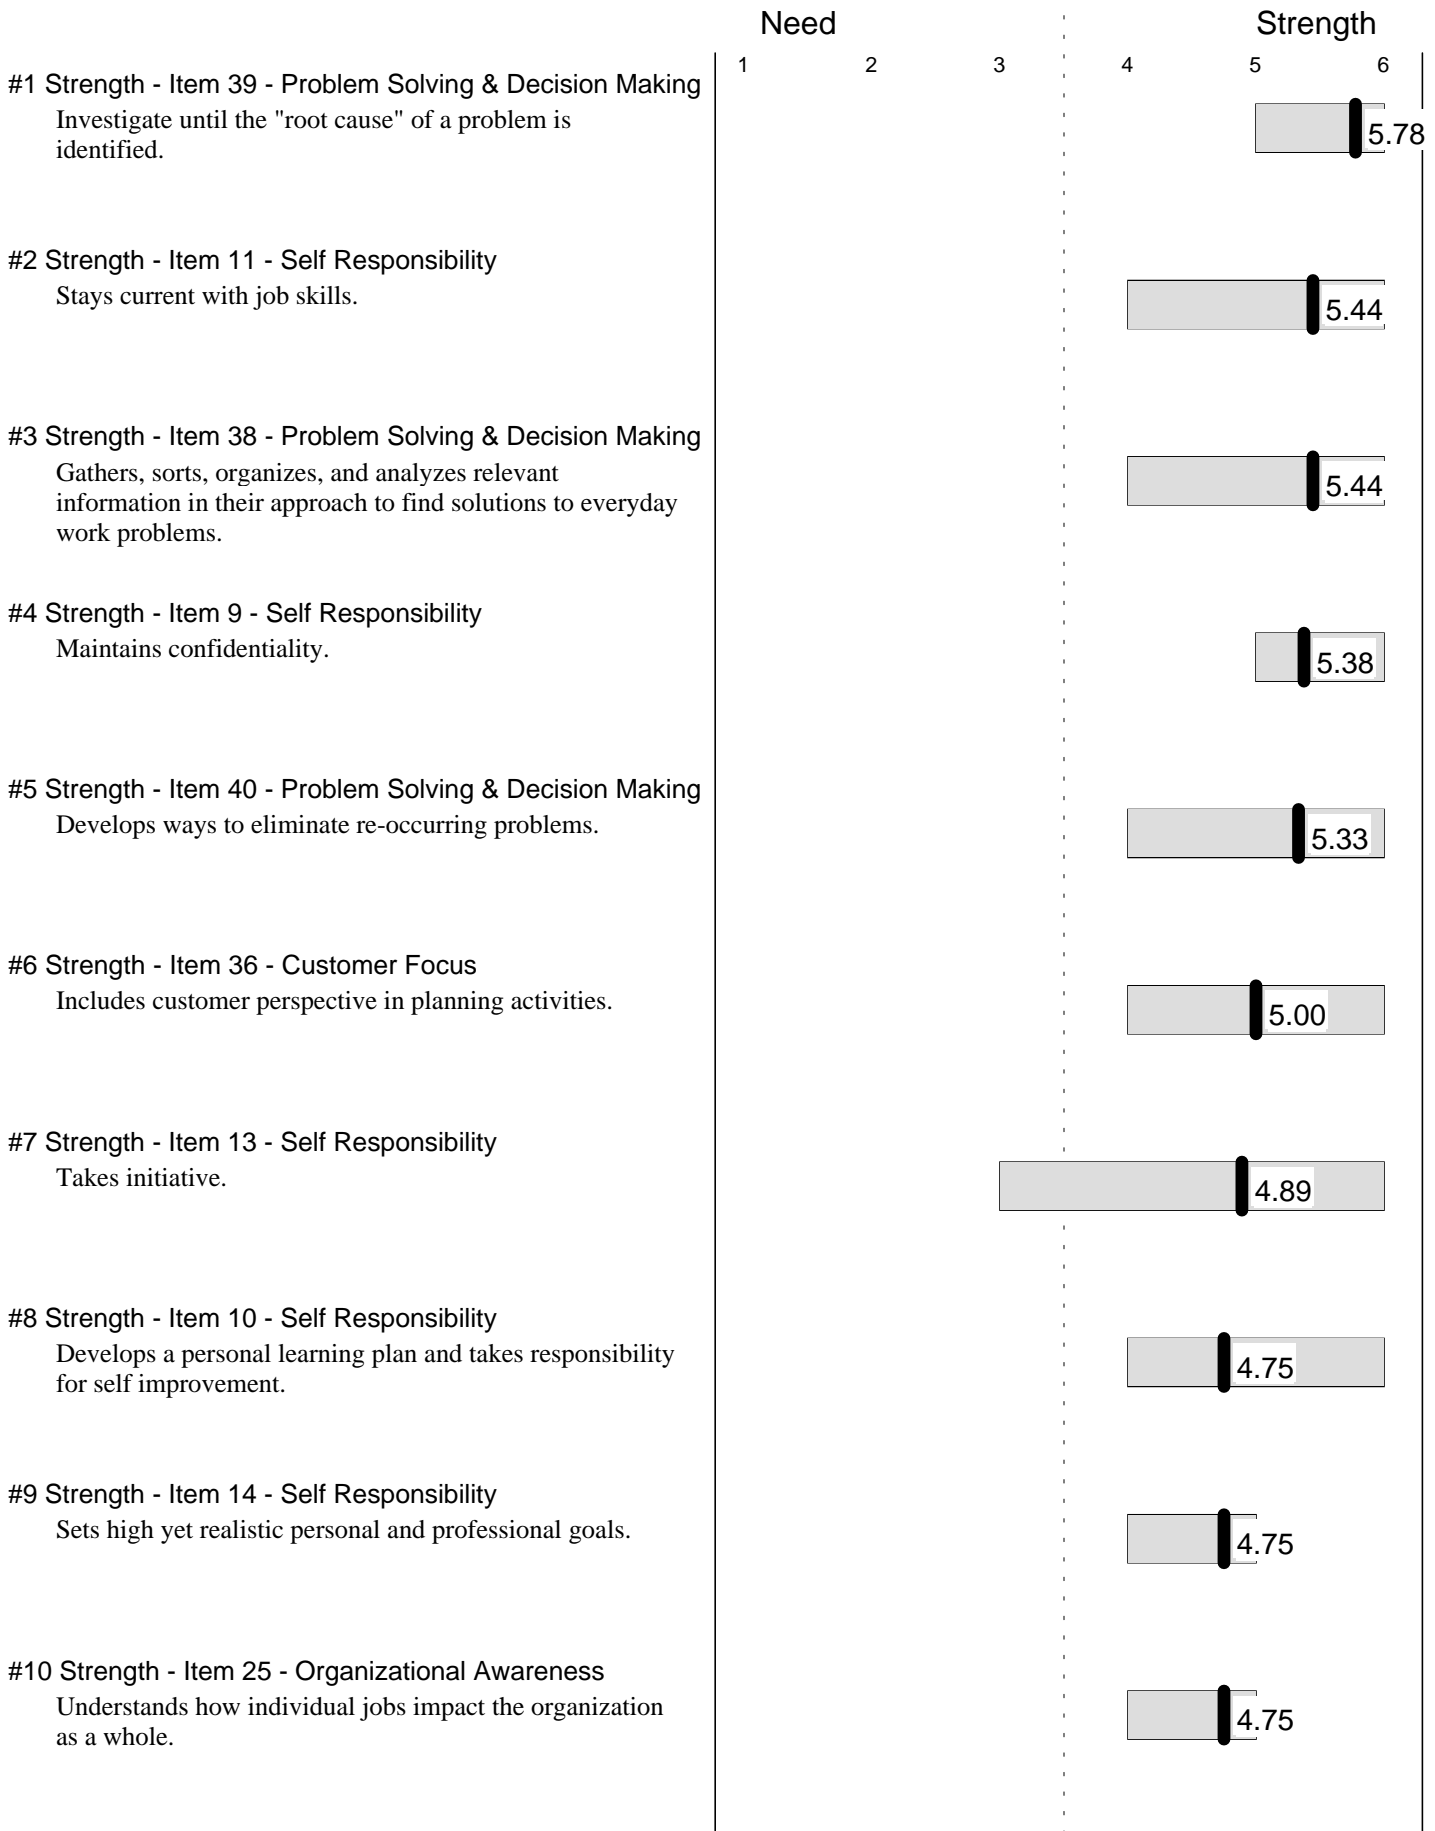 Need Strength
1 2 3 4 5 6
#1 Strength - Item 39 - Problem Solving & Decision Making
Investigate until the "root cause" of a problem is
identified.
5.78
#2 Strength - Item 11 - Self Responsibility
Stays current with job skills.
5.44
#3 Strength - Item 38 - Problem Solving & Decision Making
Gathers, sorts, organizes, and analyzes relevant
information in their approach to find solutions to everyday
work problems.
5.44
#4 Strength - Item 9 - Self Responsibility
Maintains confidentiality.
5.38
#5 Strength - Item 40 - Problem Solving & Decision Making
Develops ways to eliminate re-occurring problems.
5.33
#6 Strength - Item 36 - Customer Focus
Includes customer perspective in planning activities.
5.00
#7 Strength - Item 13 - Self Responsibility
Takes initiative.
4.89
#8 Strength - Item 10 - Self Responsibility
Develops a personal learning plan and takes responsibility
for self improvement.
4.75
#9 Strength - Item 14 - Self Responsibility
Sets high yet realistic personal and professional goals.
4.75
#10 Strength - Item 25 - Organizational Awareness
Understands how individual jobs impact the organization
as a whole.
4.75